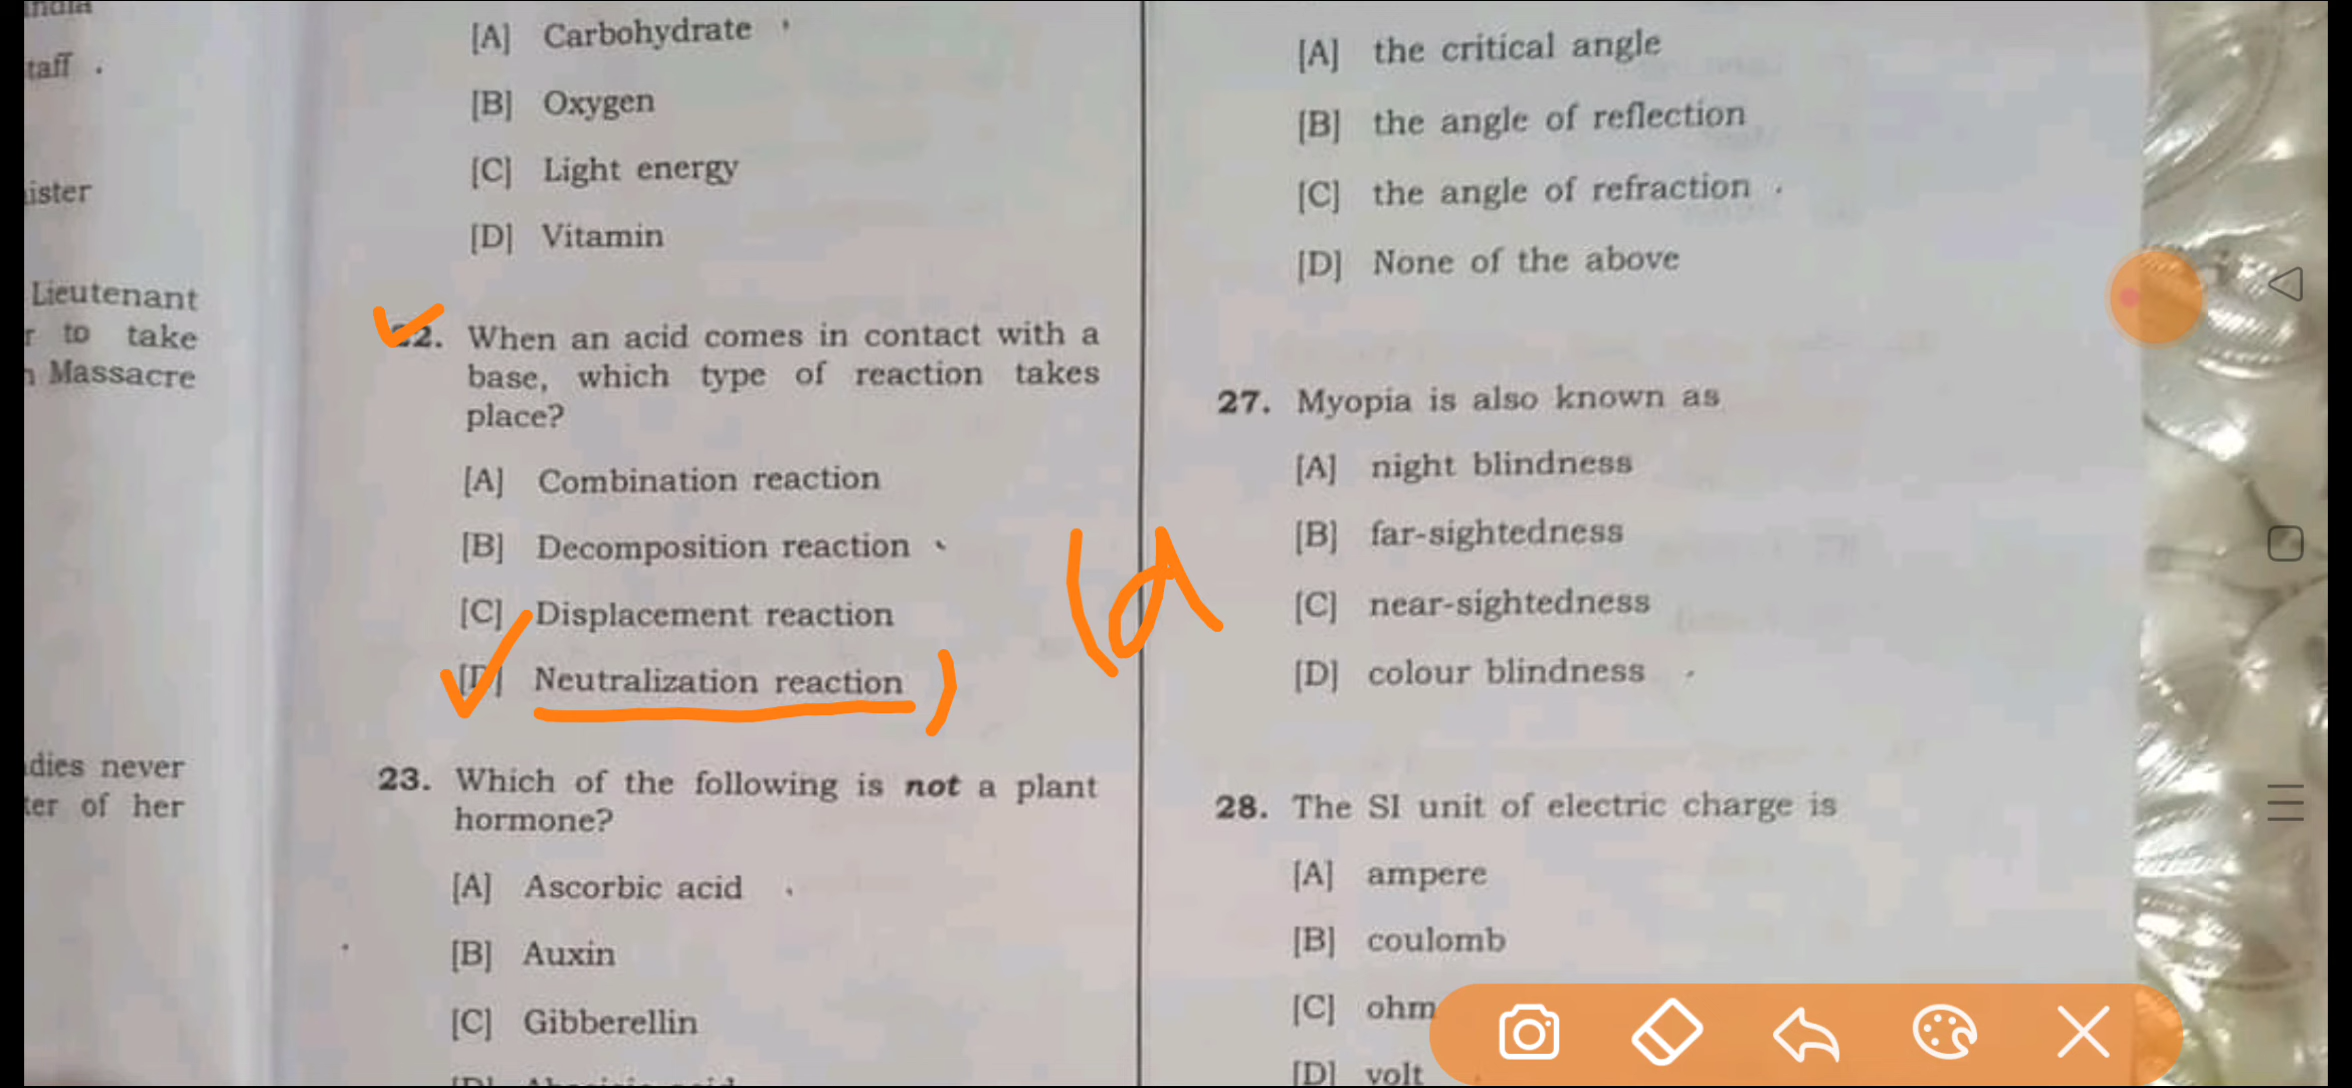 taff .
ister
Lieutenant
r to take
Massacre
dies never
er of her
[A] Carbohydrate
[B] Oxygen
[C] Light energy
[D] Vitamin
22. When an acid comes in contact with a
base, which type of reaction takes
place?
[A] Combination reaction
[B] Decomposition reaction
[C] Displacement reaction
[D] Neutralization reaction )
(d
23. Which of the following is not a plant
hormone?
[A] Ascorbic acid
[B] Auxin
[C] Gibberellin
[A] the critical angle
[B] the angle of reflection
[C] the angle of refraction
[D] None of the above
27. Myopia is also known as
[A] night blindness
[B] far-sightedness
[C] near-sightedness
[D] colour blindness
28. The SI unit of electric charge is
[A] ampere
[B] coulomb
[C] ohm
[D] volt